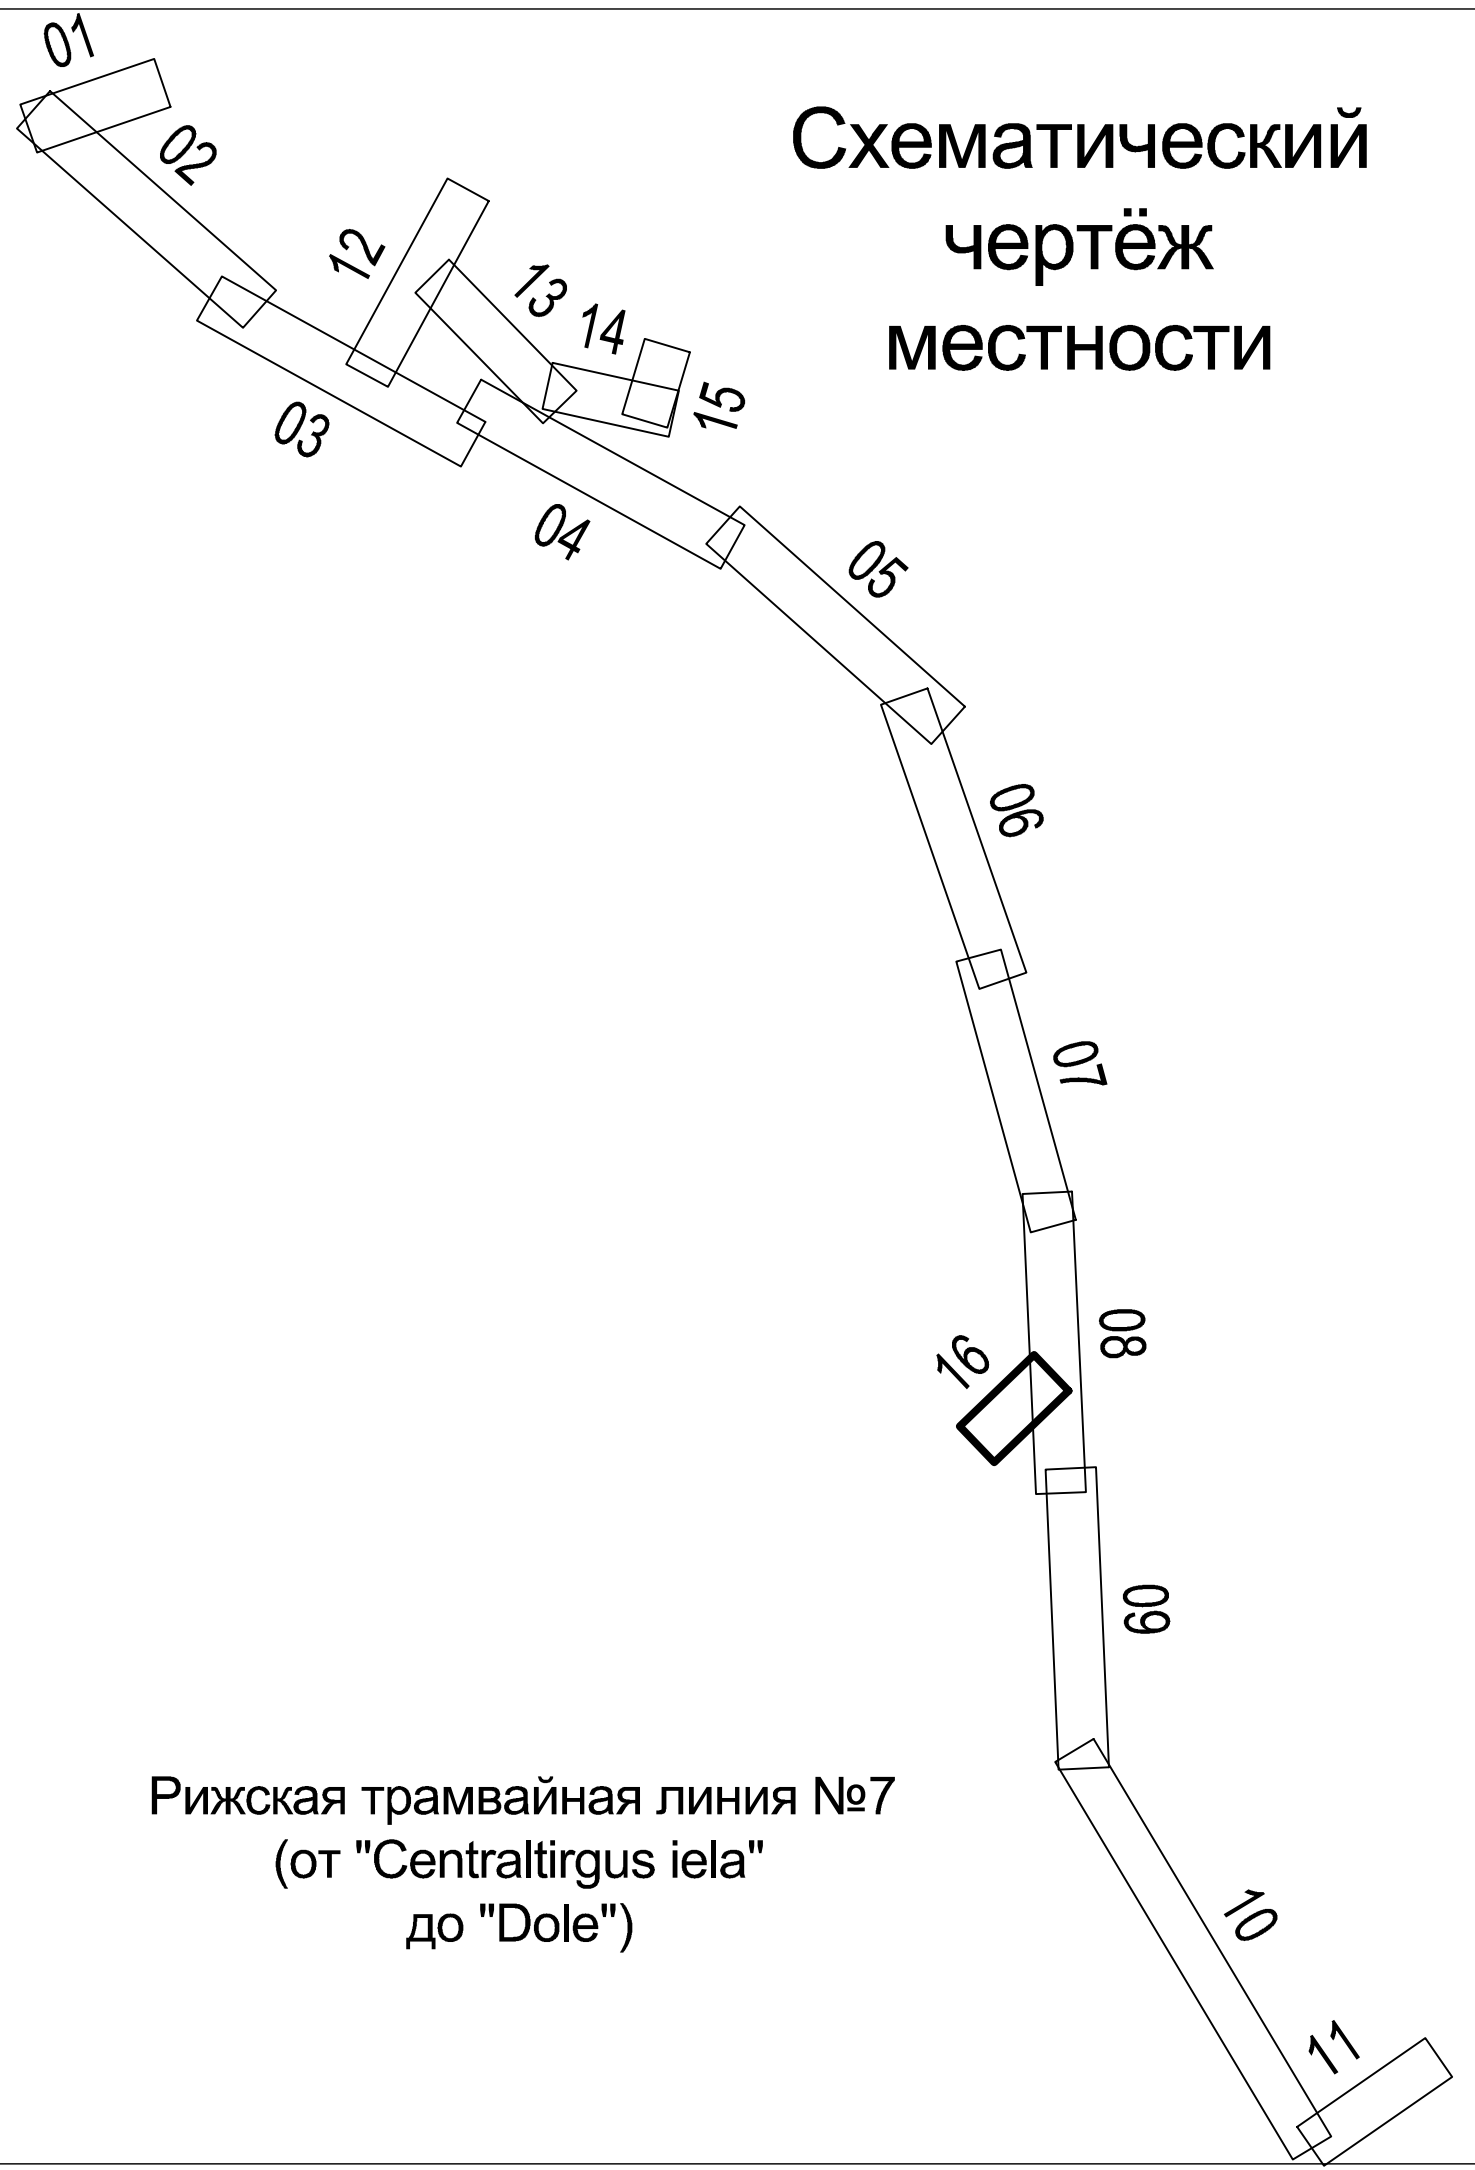 01
02
Схематический
чертёж
местности
12
13
14
15
03
04
05
06
07
08
16
09
Рижская трамвайная линия №7
(от "Centraltirgus iela"
до "Dole")
10
11